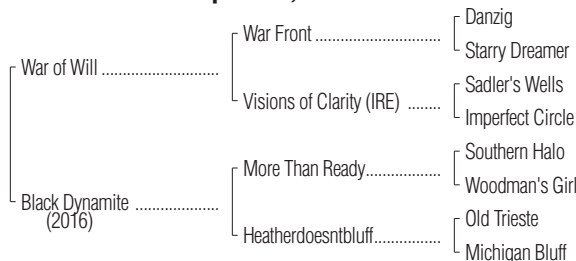 Danzig
War Front ................................
Starry Dreamer
War of Will ..............................
Sadler's Wells
Visions of Clarity (IRE) ........
Imperfect Circle
Southern Halo
More Than Ready...................
Woodman's Girl
Black Dynamite .....................
(2016)
Old Trieste
Heatherdoesntbluff.................
Michigan Bluff